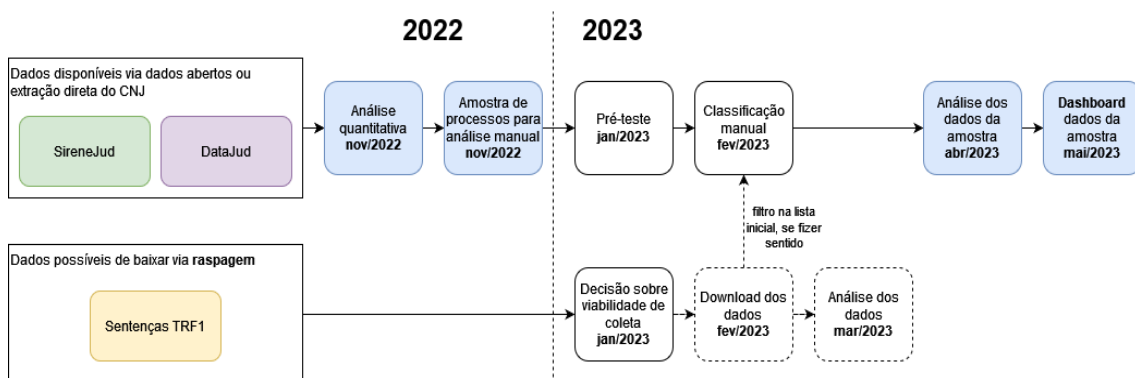 2022
2023
Dados disponíveis via dados abertos ou
extração direta do CNJ
SireneJud
DataJud
Análise
quantitativa
nov/2022
Amostra de
processos para
análise manual
nov/2022
Pré-teste
jan/2023
Classificação
manual
fev/2023
Análise dos
dados da
amostra
abr/2023
Dashboard
dados da
amostra
mai/2023
filtro na lista
inicial, se fizer
sentido
Dados possíveis de baixar via raspagem
Sentenças TRF1
Decisão sobre
viabilidade de
coleta
jan/2023
Download dos
dados
fev/2023
Análise dos
dados
mar/2023